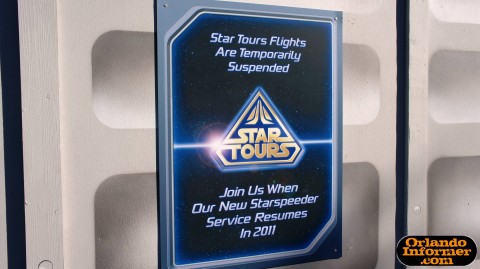 Star Tours Flights
Are Temporarily
Suspended
STAR
TOURS
Join Us When
Our New Starspeeder
Service Resumes
In 2011
Orlando
Informer
.com